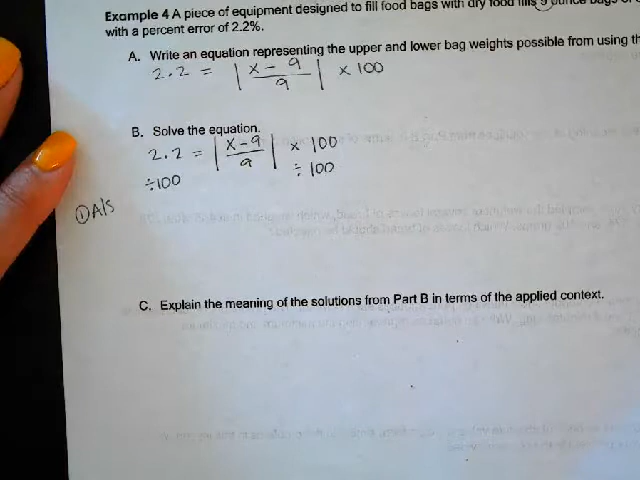 Example 4 A piece of equipment designed to fill food bags with dry food fills 9 ounce bags of
with a percent error of 2.2%.
A. Write an equation representing the upper and lower bag weights possible from using th
2.2 = | x - 9 / 9 | x 100
B. Solve the equation.
2.2 = | x - 9 / 9 | x 100
÷100 ÷ 100
① A/S
C. Explain the meaning of the solutions from Part B in terms of the applied context.